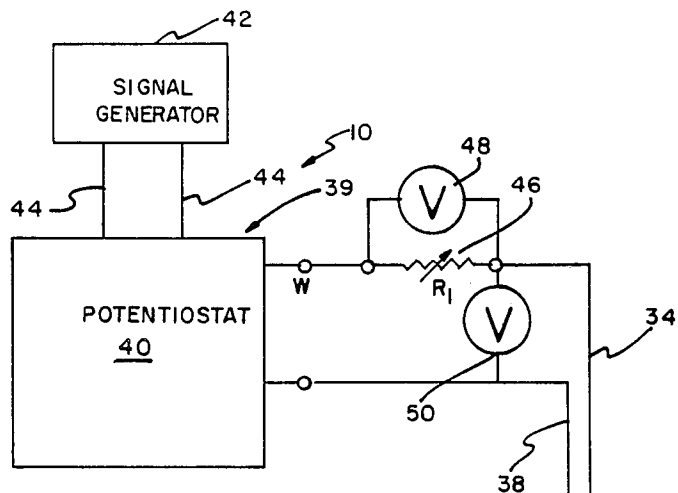 42
SIGNAL
GENERATOR
10
48
44
44
39
46
V
W
R1
POTENTIOSTAT
40
V
34
50
38